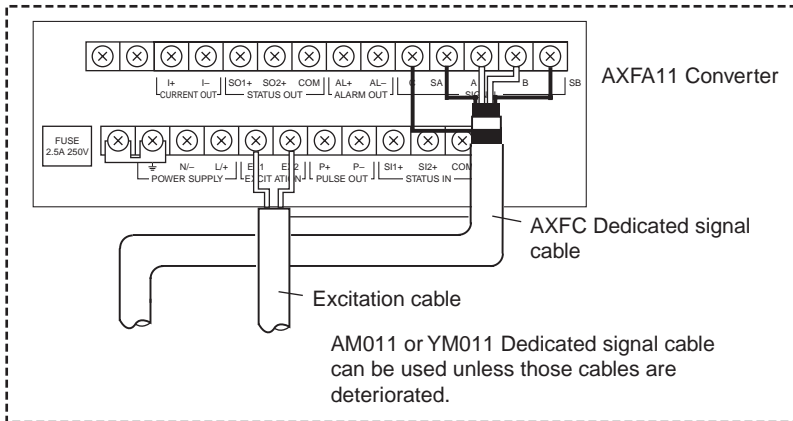 I+ I– SO1+ SO2+ COM AL+ AL– C SA A B SB
CURRENT OUT STATUS OUT ALARM OUT
AXFA11 Converter
FUSE
2.5A 250V
N/– L/+ EX1 EX2 P+ P– SI1+ SI2+ COM
POWER SUPPLY EXCITATION PULSE OUT STATUS IN
AXFC Dedicated signal
cable
Excitation cable
AM011 or YM011 Dedicated signal cable
can be used unless those cables are
deteriorated.